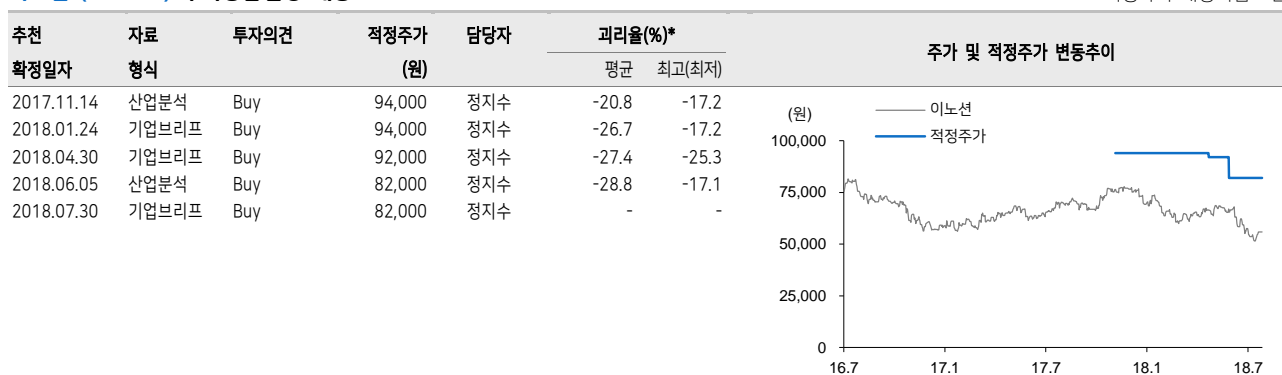 추천 자료 투자의견 적정주가 담당자 괴리율(%)*
확정일자 형식 (원) 평균 최고(최저)
2017.11.14 산업분석 Buy 94,000 정지수 -20.8 -17.2
2018.01.24 기업브리프 Buy 94,000 정지수 -26.7 -17.2
2018.04.30 기업브리프 Buy 92,000 정지수 -27.4 -25.3
2018.06.05 산업분석 Buy 82,000 정지수 -28.8 -17.1
2018.07.30 기업브리프 Buy 82,000 정지수 - -
주가 및 적정주가 변동추이
(원)
이노션
적정주가
100,000
75,000
50,000
25,000
0
16.7 17.1 17.7 18.1 18.7